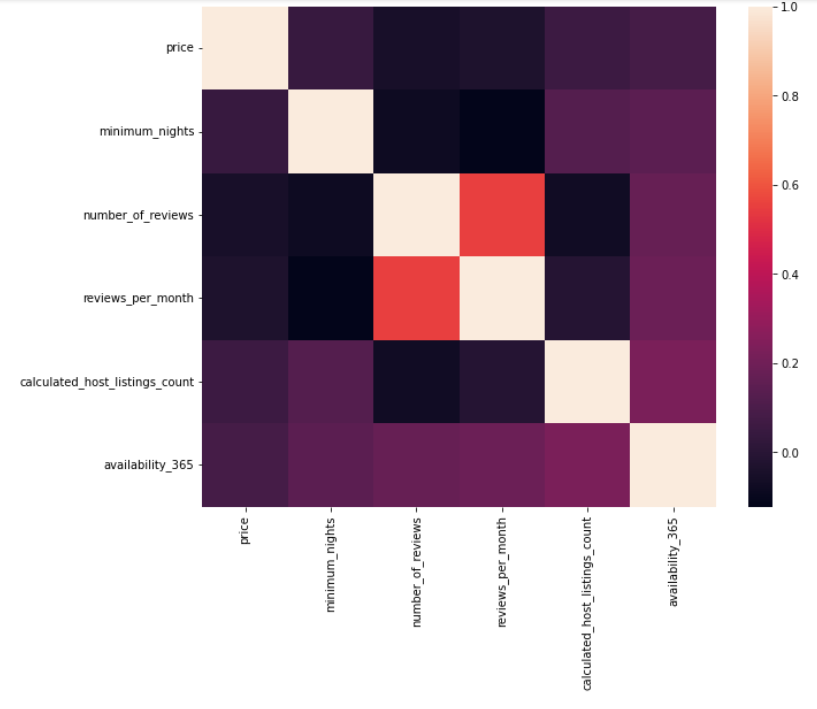 price
minimum_nights
number_of_reviews
reviews_per_month
calculated_host_listings_count
availability_365
price
minimum_nights
number_of_reviews
reviews_per_month
calculated_host_listings_count
availability_365
1.0
0.8
0.6
0.4
0.2
0.0